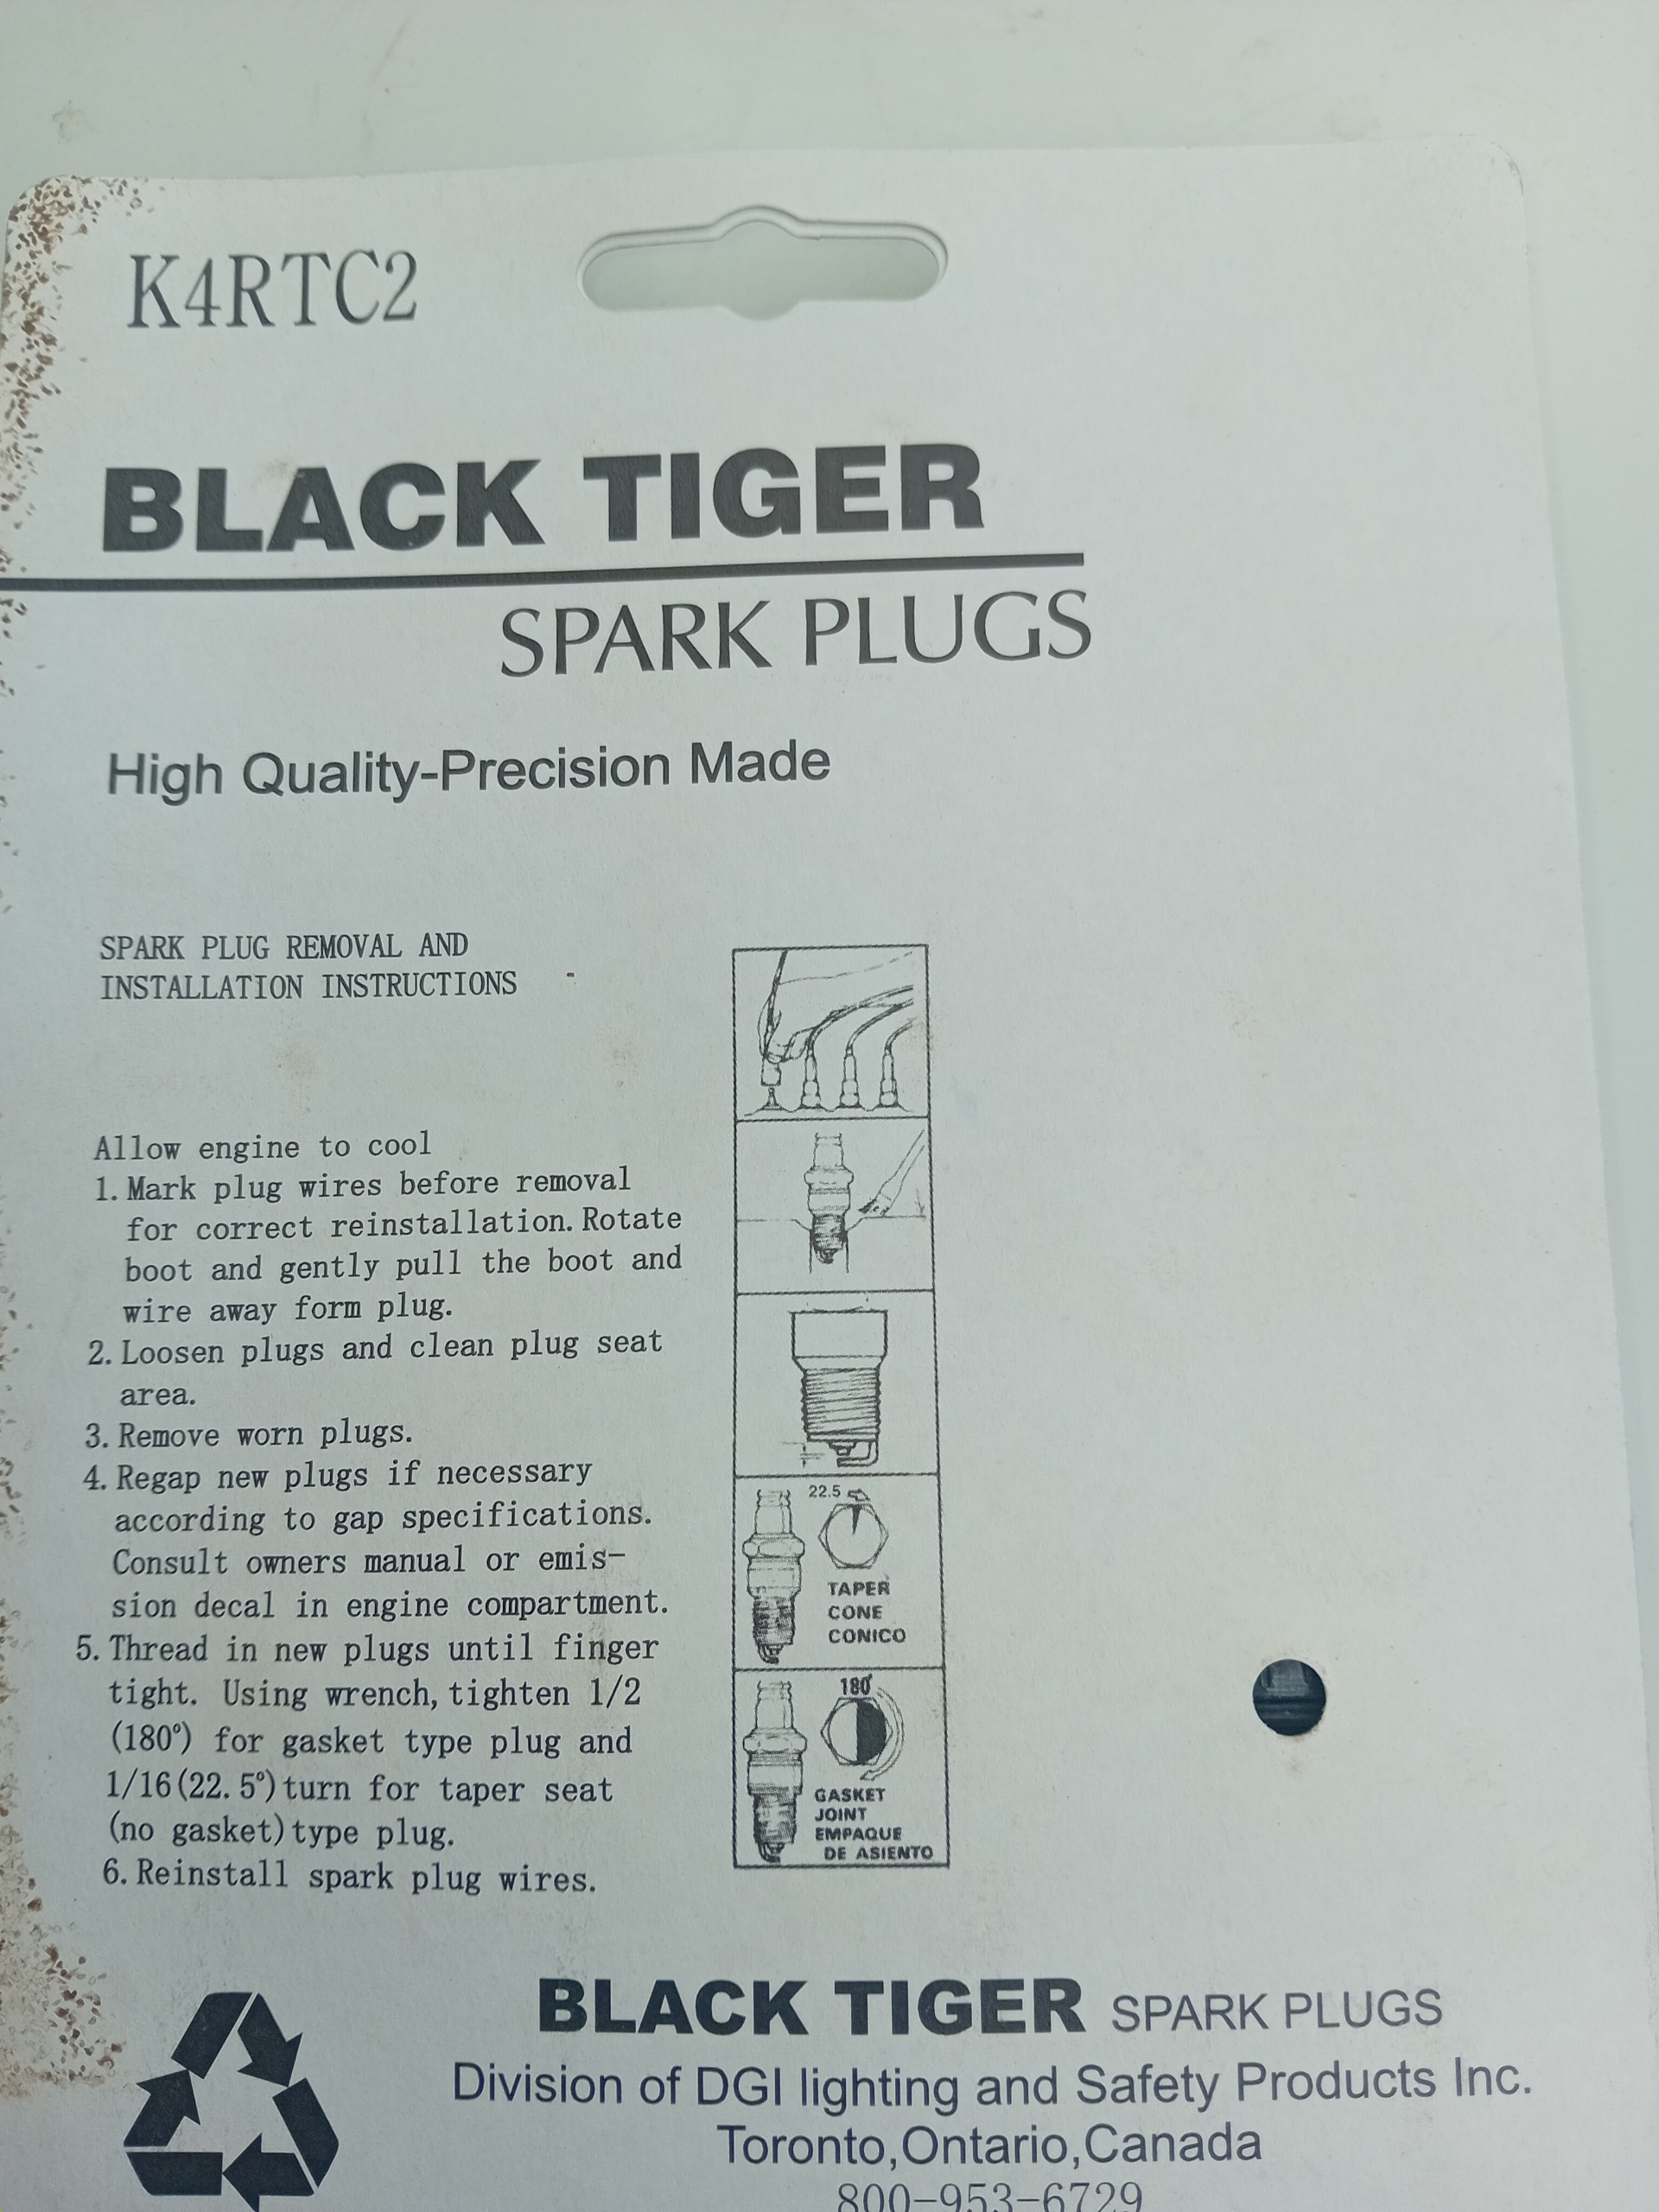 K4RTC2
BLACK TIGER
SPARK PLUGS
High Quality-Precision Made
SPARK PLUG REMOVAL AND
INSTALLATION INSTRUCTIONS
Allow engine to cool
1. Mark plug wires before removal
for correct reinstallation. Rotate
boot and gently pull the boot and
wire away form plug.
2. Loosen plugs and clean plug seat
area.
3. Remove worn plugs.
4. Regap new plugs if necessary
according to gap specifications.
Consult owners manual or emis-
sion decal in engine compartment.
5. Thread in new plugs until finger
tight. Using wrench, tighten 1/2
(180°) for gasket type plug and
1/16(22.5°)turn for taper seat
(no gasket)type plug.
6. Reinstall spark plug wires.
22.5
TAPER
CONE
CONICO
180°
GASKET
JOINT
EMPAQUE
DE ASIENTO
BLACK TIGER SPARK PLUGS
Division of DGI lighting and Safety Products Inc.
Toronto,Ontario,Canada
800-953-6729